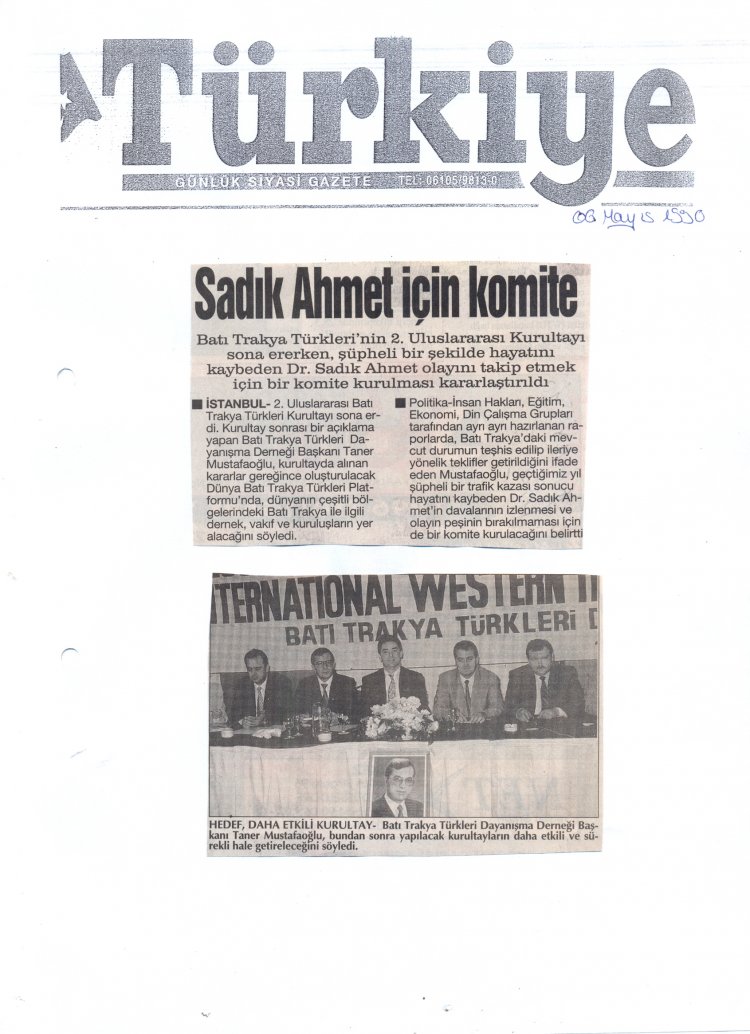 Türkiye
GÜNLÜK SİYASİ GAZETE TEL: 06105/9813-0
06 Mayıs 1990
Sadık Ahmet için komite
Batı Trakya Türkleri'nin 2. Uluslararası Kurultayı
sona ererken, şüpheli bir şekilde hayatını
kaybeden Dr. Sadık Ahmet olayını takip etmek
için bir komite kurulması kararlaştırıldı
■ İSTANBUL- 2. Uluslararası Batı
Trakya Türkleri Kurultayı sona er-
di. Kurultay sonrası bir açıklama
yapan Batı Trakya Türkleri Da-
yanışma Derneği Başkanı Taner
Mustafaoğlu, kurultayda alınan
kararlar gereğince oluşturulacak
Dünya Batı Trakya Türkleri Plat-
formu'nda, dünyanın çeşitli böl-
gelerindeki Batı Trakya ile ilgili
dernek, vakıf ve kuruluşların yer
alacağını söyledi.
■ Politika-İnsan Hakları, Eğitim,
Ekonomi, Din Çalışma Grupları
tarafından ayrı ayrı hazırlanan ra-
porlarda, Batı Trakya'daki mev-
cut durumun teşhis edilip ileriye
yönelik teklifler getirildiğini ifade
eden Mustafaoğlu, geçtiğimiz yıl
şüpheli bir trafik kazası sonucu
hayatını kaybeden Dr. Sadık Ah-
met'in davalarının izlenmesi ve
olayın peşinin bırakılmaması için
de bir komite kurulacağını belirtti
TERNATIONAL WESTERN
BATI TRAKYA TÜRKLERİ
HEDEF, DAHA ETKİLİ KURULTAY- Batı Trakya Türkleri Dayanışma Derneği Baş-
kanı Taner Mustafaoğlu, bundan sonra yapılacak kurultayların daha etkili ve sü-
rekli hale getireleceğini söyledi.